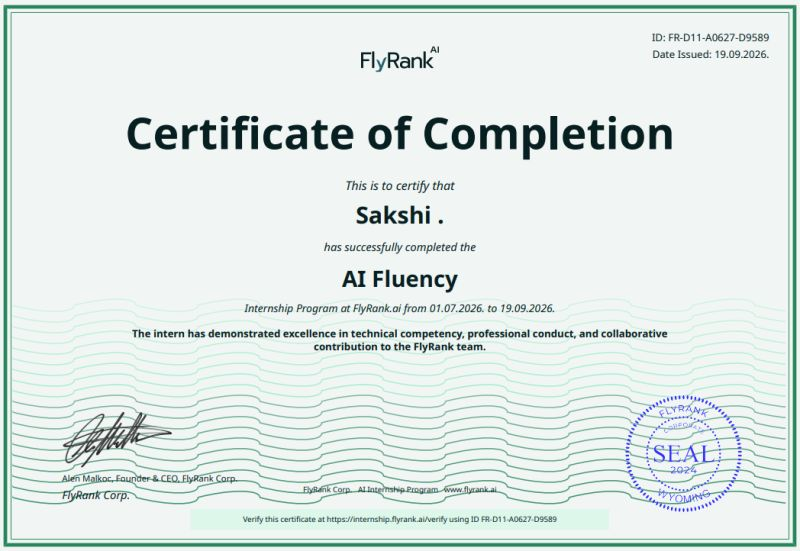 ID: FR-D11-A0627-D9589
Date Issued: 19.09.2026.
FlyRank AI
Certificate of Completion
This is to certify that
Sakshi .
has successfully completed the
AI Fluency
Internship Program at FlyRank.ai from 01.07.2026. to 19.09.2026.
The intern has demonstrated excellence in technical competency, professional conduct, and collaborative
contribution to the FlyRank team.
Alen Malkoc, Founder & CEO, FlyRank Corp.
FlyRank Corp.
FlyRank Corp. AI Internship Program www.flyrank.ai
FLYRANK
CORPORATE
SEAL
2024
WYOMING
Verify this certificate at https://internship.flyrank.ai/verify using ID FR-D11-A0627-D9589